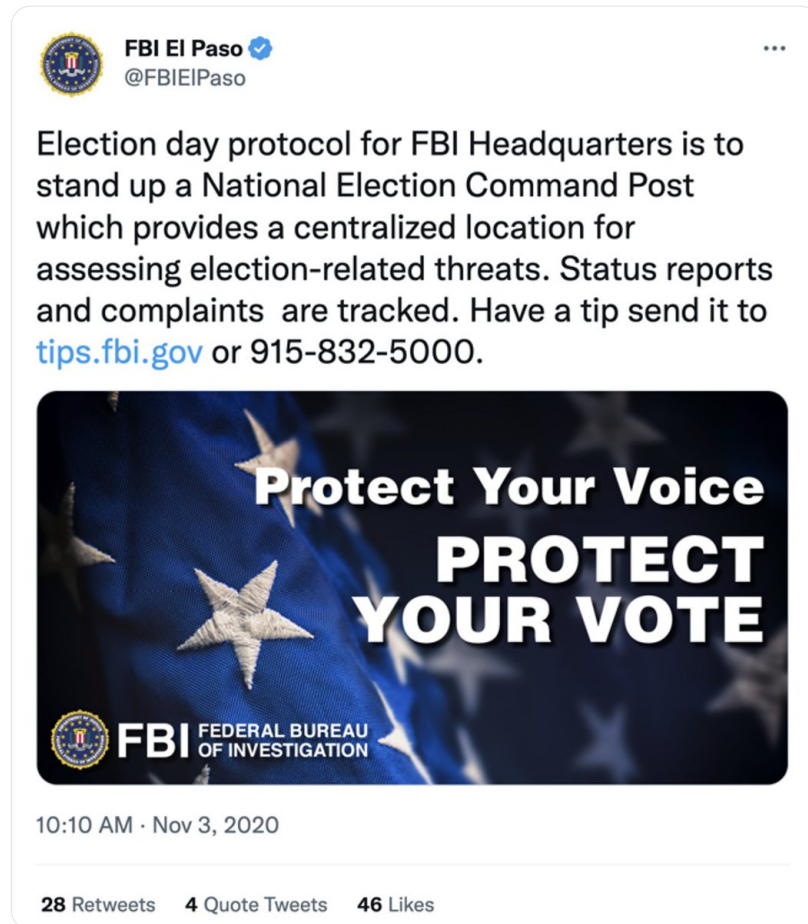 FBI El Paso
@FBIElPaso
Election day protocol for FBI Headquarters is to
stand up a National Election Command Post
which provides a centralized location for
assessing election-related threats. Status reports
and complaints  are tracked. Have a tip send it to
tips.fbi.gov or 915-832-5000.
Protect Your Voice
PROTECT
YOUR VOTE
FBI FEDERAL BUREAU
OF INVESTIGATION
10:10 AM · Nov 3, 2020
28 Retweets 4 Quote Tweets 46 Likes